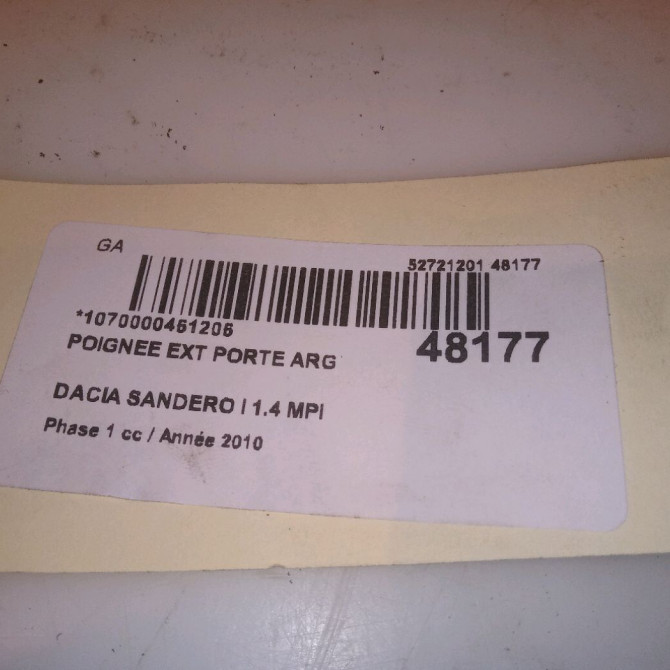 GA
52721201 48177
*1070000461206
48177
POIGNEE EXT PORTE ARG
DACIA SANDERO I 1.4 MPI
Phase 1 cc / Année 2010